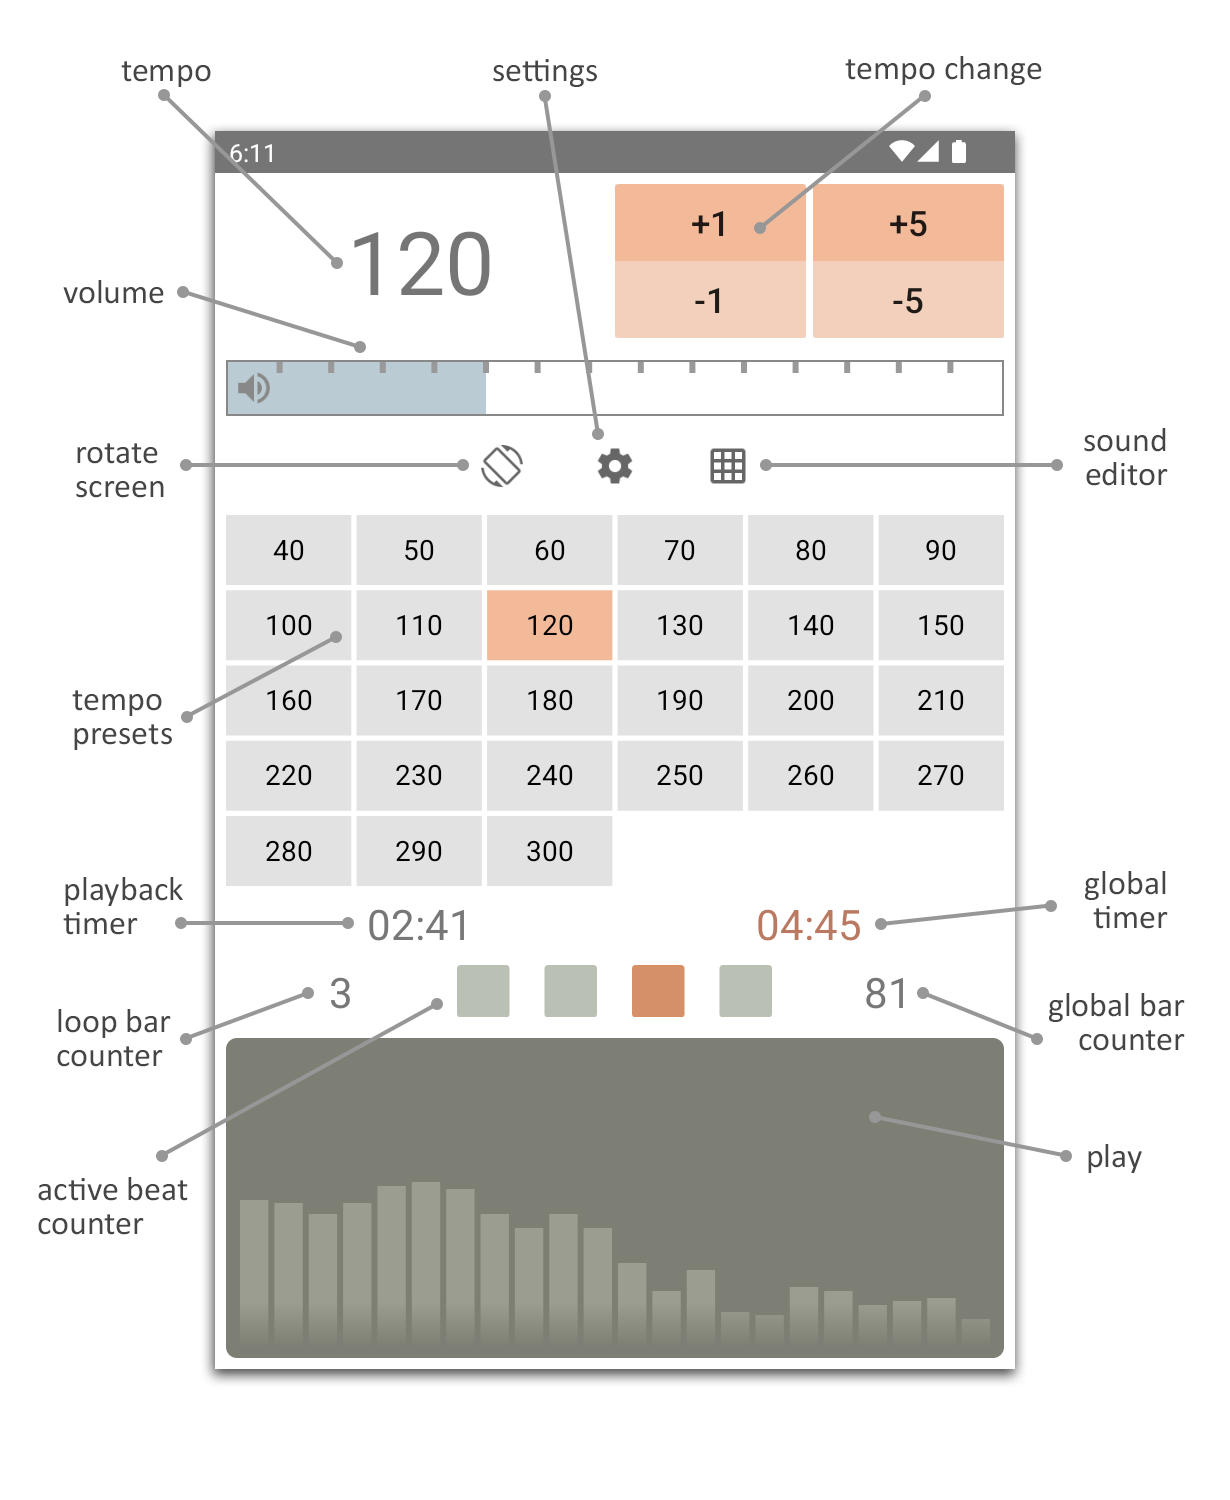 tempo
settings
tempo change
6:11
+1
+5
120
-1
-5
volume
rotate
screen
sound
editor
40 50 60 70 80 90
100 110 120 130 140 150
160 170 180 190 200 210
220 230 240 250 260 270
280 290 300
tempo
presets
playback
timer
02:41
04:45
global
timer
3
81
loop bar
counter
global bar
counter
play
active beat
counter